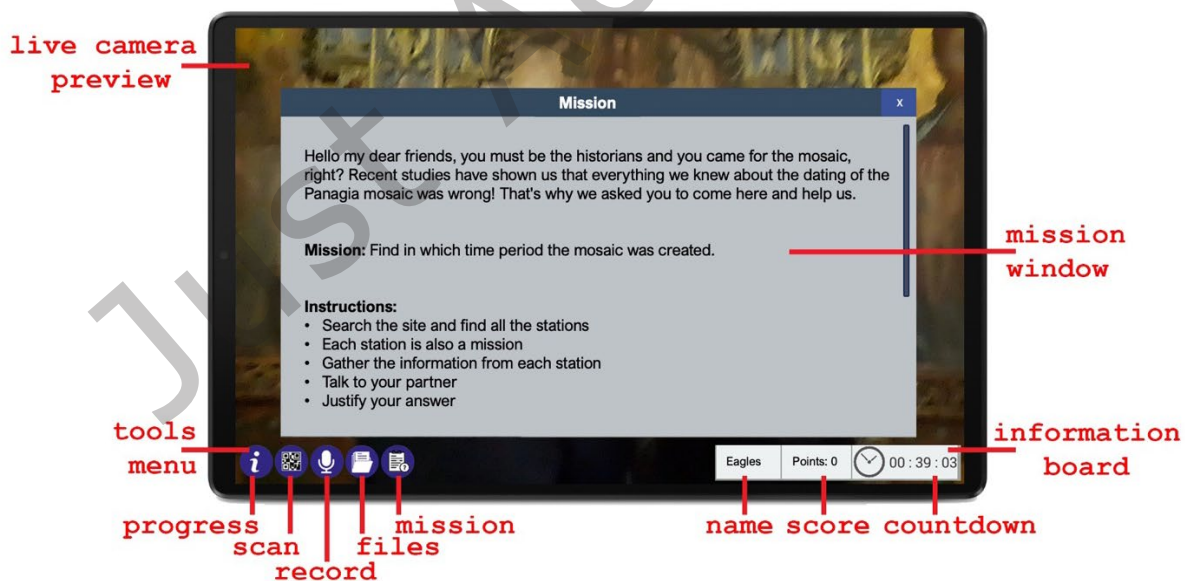 live camera
preview
Mission
x
Hello my dear friends, you must be the historians and you came for the mosaic,
right? Recent studies have shown us that everything we knew about the dating of the
Panagia mosaic was wrong! That's why we asked you to come here and help us.
Mission: Find in which time period the mosaic was created.
mission
window
Instructions:
• Search the site and find all the stations
• Each station is also a mission
• Gather the information from each station
• Talk to your partner
• Justify your answer
tools
menu
information
board
i
Eagles Points: 0 00 : 39 : 03
progress
scan
record
files
mission
name score countdown
Just